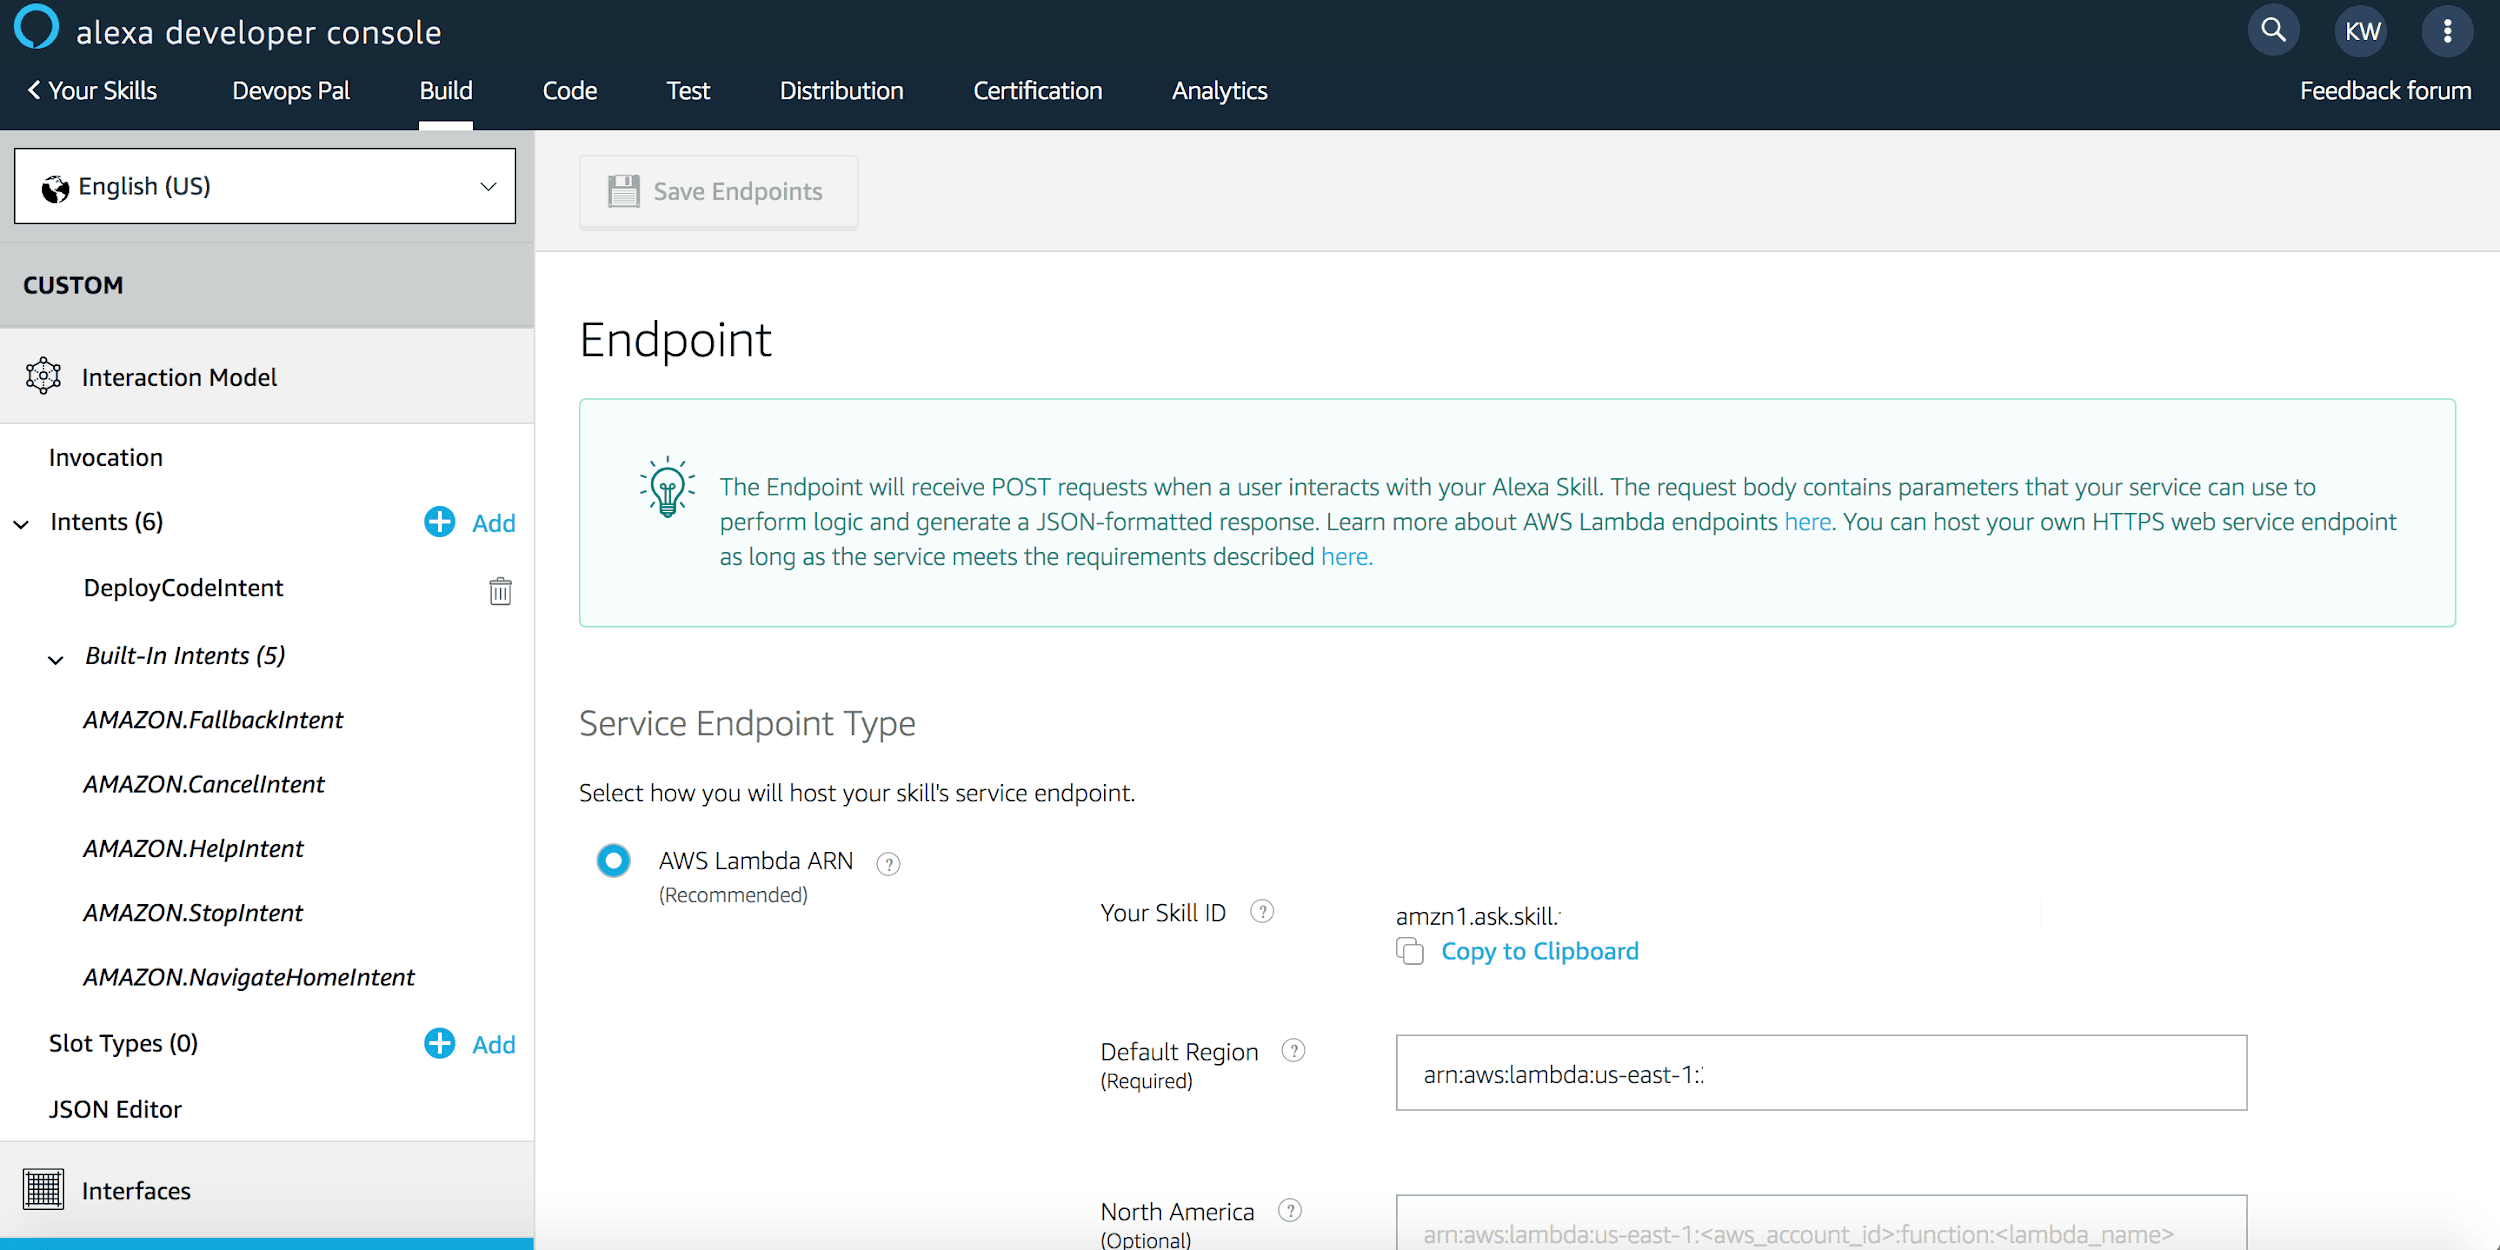 alexa developer console
KW
Your Skills
Devops Pal
Build
Code
Test
Distribution
Certification
Analytics
Feedback forum
English (US)
Save Endpoints
CUSTOM
Interaction Model
Invocation
Intents (6)
Add
DeployCodeIntent
Built-In Intents (5)
AMAZON.FallbackIntent
AMAZON.CancelIntent
AMAZON.HelpIntent
AMAZON.StopIntent
AMAZON.NavigateHomeIntent
Slot Types (0)
Add
JSON Editor
Interfaces
Endpoint
The Endpoint will receive POST requests when a user interacts with your Alexa Skill. The request body contains parameters that your service can use to
perform logic and generate a JSON-formatted response. Learn more about AWS Lambda endpoints here. You can host your own HTTPS web service endpoint
as long as the service meets the requirements described here.
Service Endpoint Type
Select how you will host your skill's service endpoint.
AWS Lambda ARN ?
(Recommended)
Your Skill ID ?
amzn1.ask.skill.
Copy to Clipboard
Default Region ?
(Required)
arn:aws:lambda:us-east-1:
North America ?
(Optional)
arn:aws:lambda:us-east-1:<aws_account_id>:function:<lambda_name>